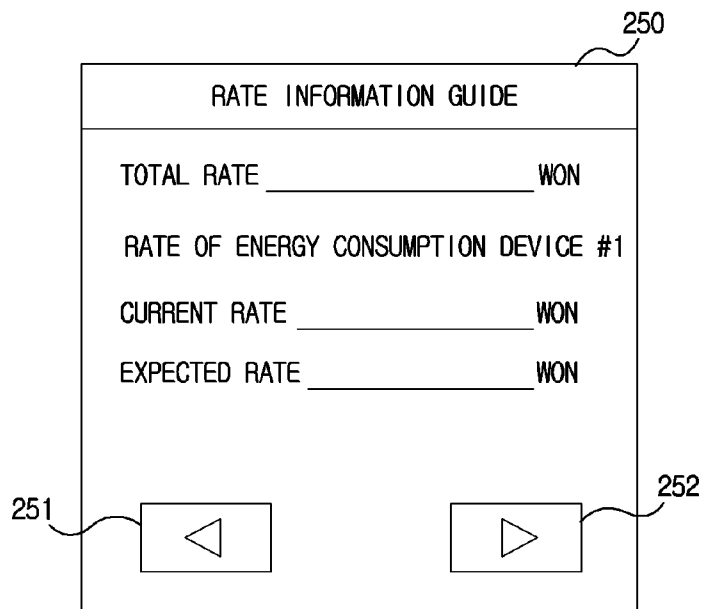 250
RATE INFORMATION GUIDE
TOTAL RATE WON
RATE OF ENERGY CONSUMPTION DEVICE #1
CURRENT RATE WON
EXPECTED RATE WON
251
252